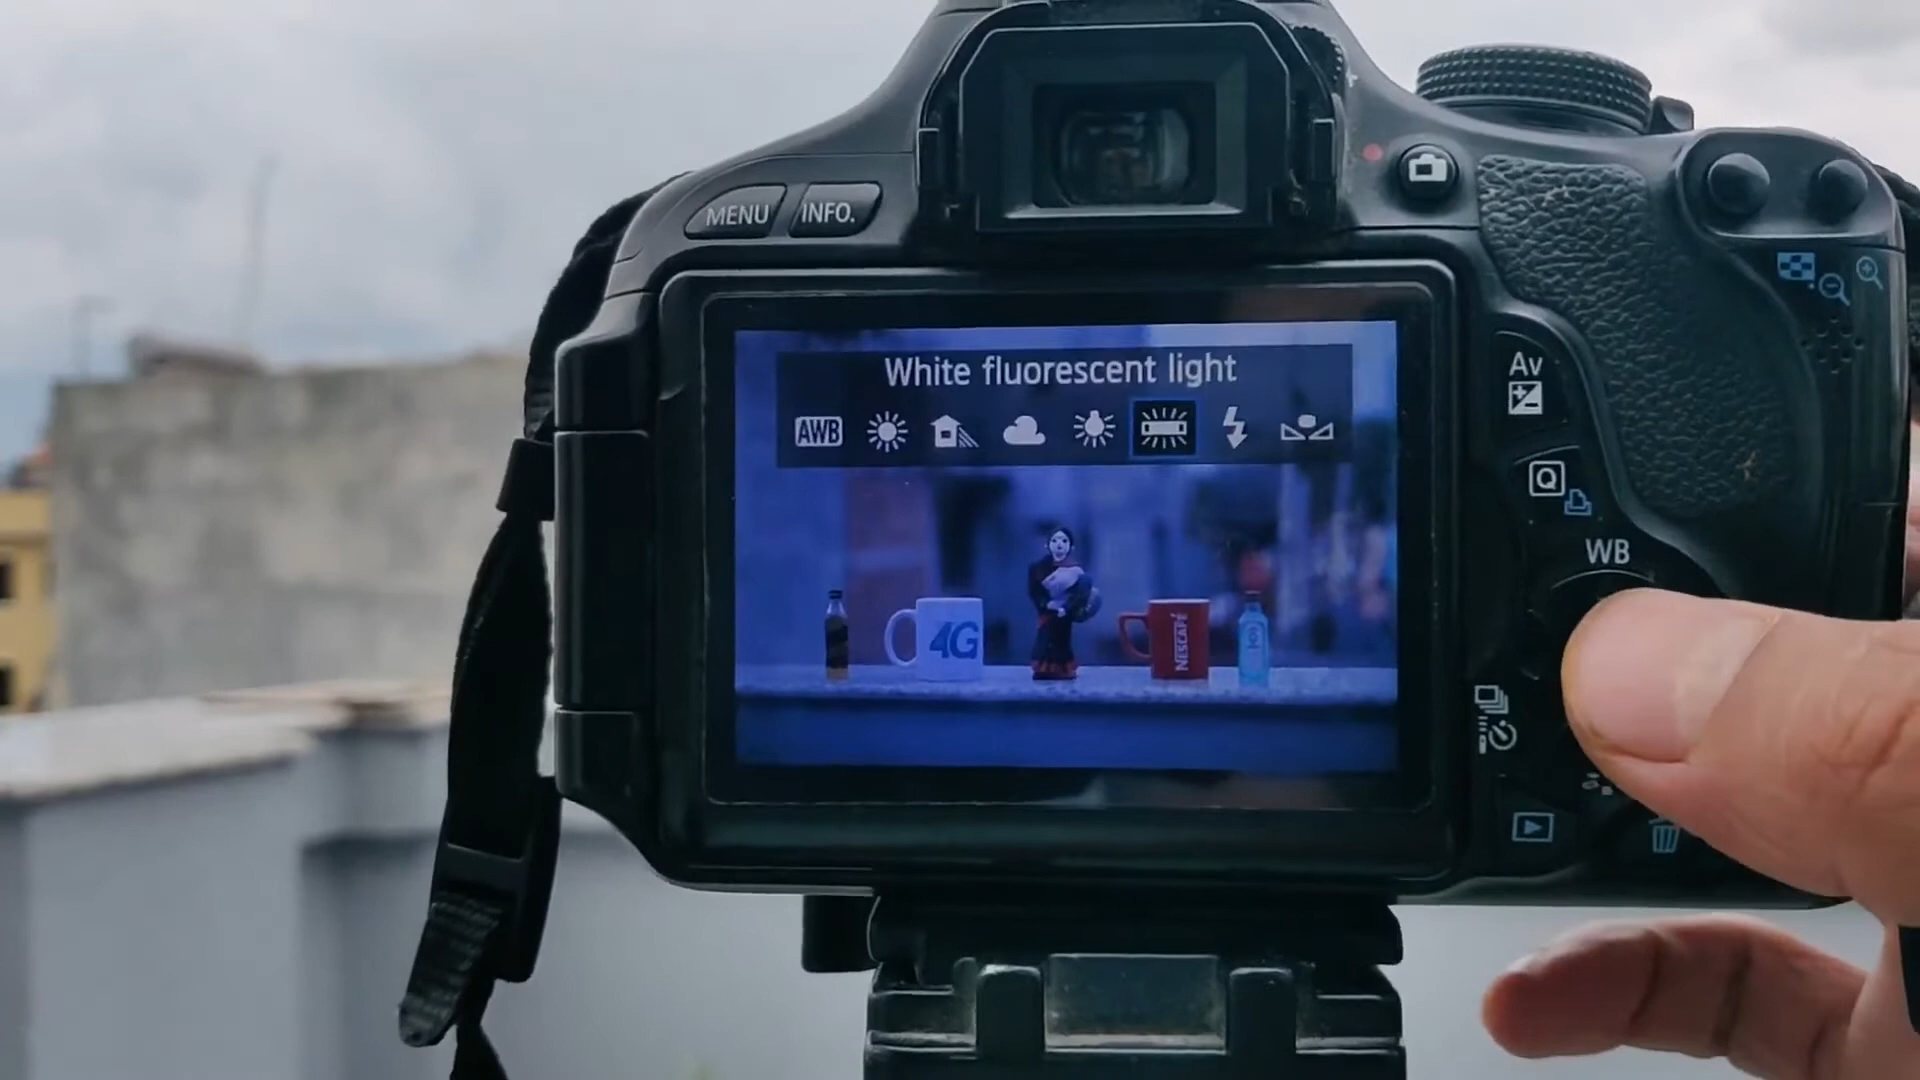 MENU INFO.
White fluorescent light
AWB
4G
NESCAFÉ
Av
Q
WB